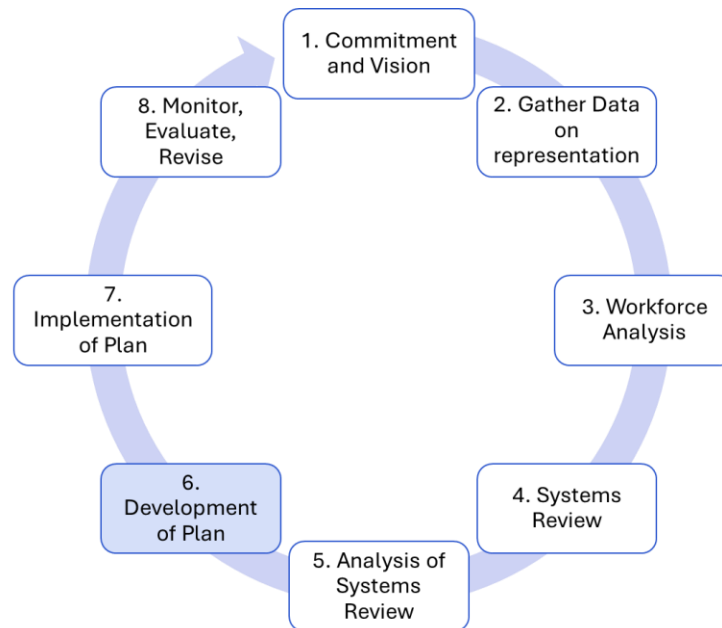 1. Commitment
and Vision
2. Gather Data
on
representation
3. Workforce
Analysis
4. Systems
Review
5. Analysis of
Systems
Review
6.
Development
of Plan
7.
Implementation
of Plan
8. Monitor,
Evaluate,
Revise